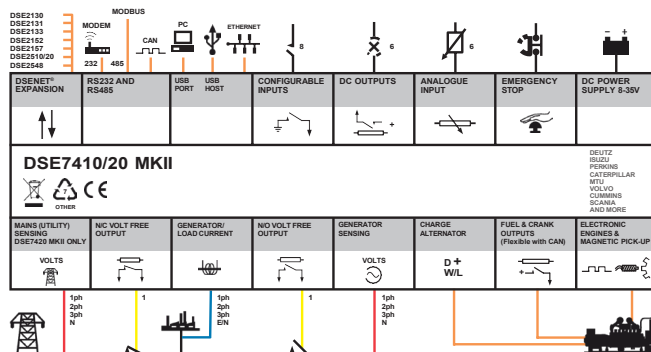 DSE2130
DSE2131
DSE2133
DSE2152
DSE2157
DSE2510/20
DSE2548
MODEM
MODBUS
232
485
CAN
PC
ETHERNET
8
6
6
DSENET®
EXPANSION
RS232 AND
RS485
USB
PORT
USB
HOST
CONFIGURABLE
INPUTS
DC OUTPUTS
ANALOGUE
INPUT
EMERGENCY
STOP
DC POWER
SUPPLY 8-35V
+
- +
DSE7410/20 MKII
7
OTHER
CE
DEUTZ
ISUZU
PERKINS
CATERPILLAR
MTU
VOLVO
CUMMINS
SCANIA
AND MORE
MAINS (UTILITY)
SENSING
DSE7420 MKII ONLY
N/C VOLT FREE
OUTPUT
GENERATOR/
LOAD CURRENT
N/O VOLT FREE
OUTPUT
GENERATOR
SENSING
CHARGE
ALTERNATOR
FUEL & CRANK
OUTPUTS
(Flexible with CAN)
ELECTRONIC
ENGINES &
MAGNETIC PICK-UP
VOLTS
VOLTS
D+
W/L
+
1ph
2ph
3ph
N
1
1ph
2ph
3ph
E/N
1
1ph
2ph
3ph
N